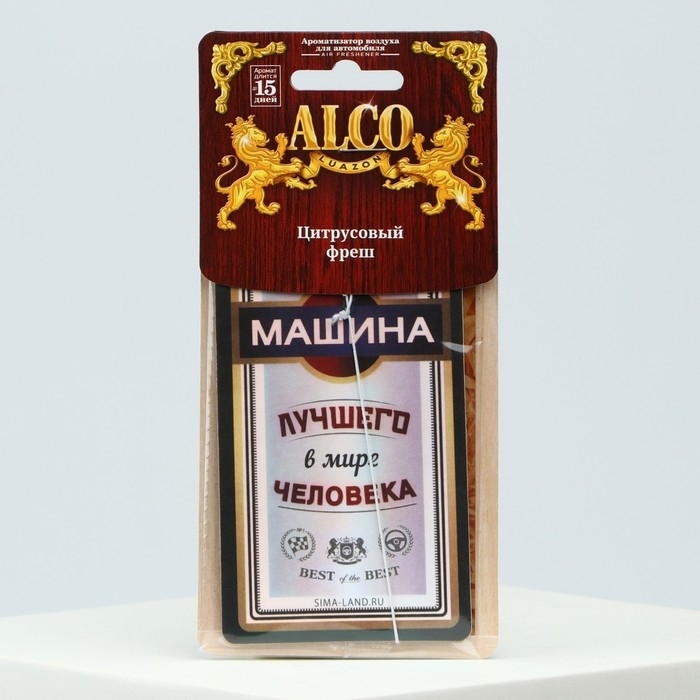 Ароматизатор воздуха
для автомобиля
AIR FRESHENER
Аромат
длится
15
дней
ALCO
LUAZON
Цитрусовый
фреш
МАШИНА
ЛУЧШЕГО
в мире
ЧЕЛОВЕКА
№1
BEST of the BEST
SIMA-LAND.RU